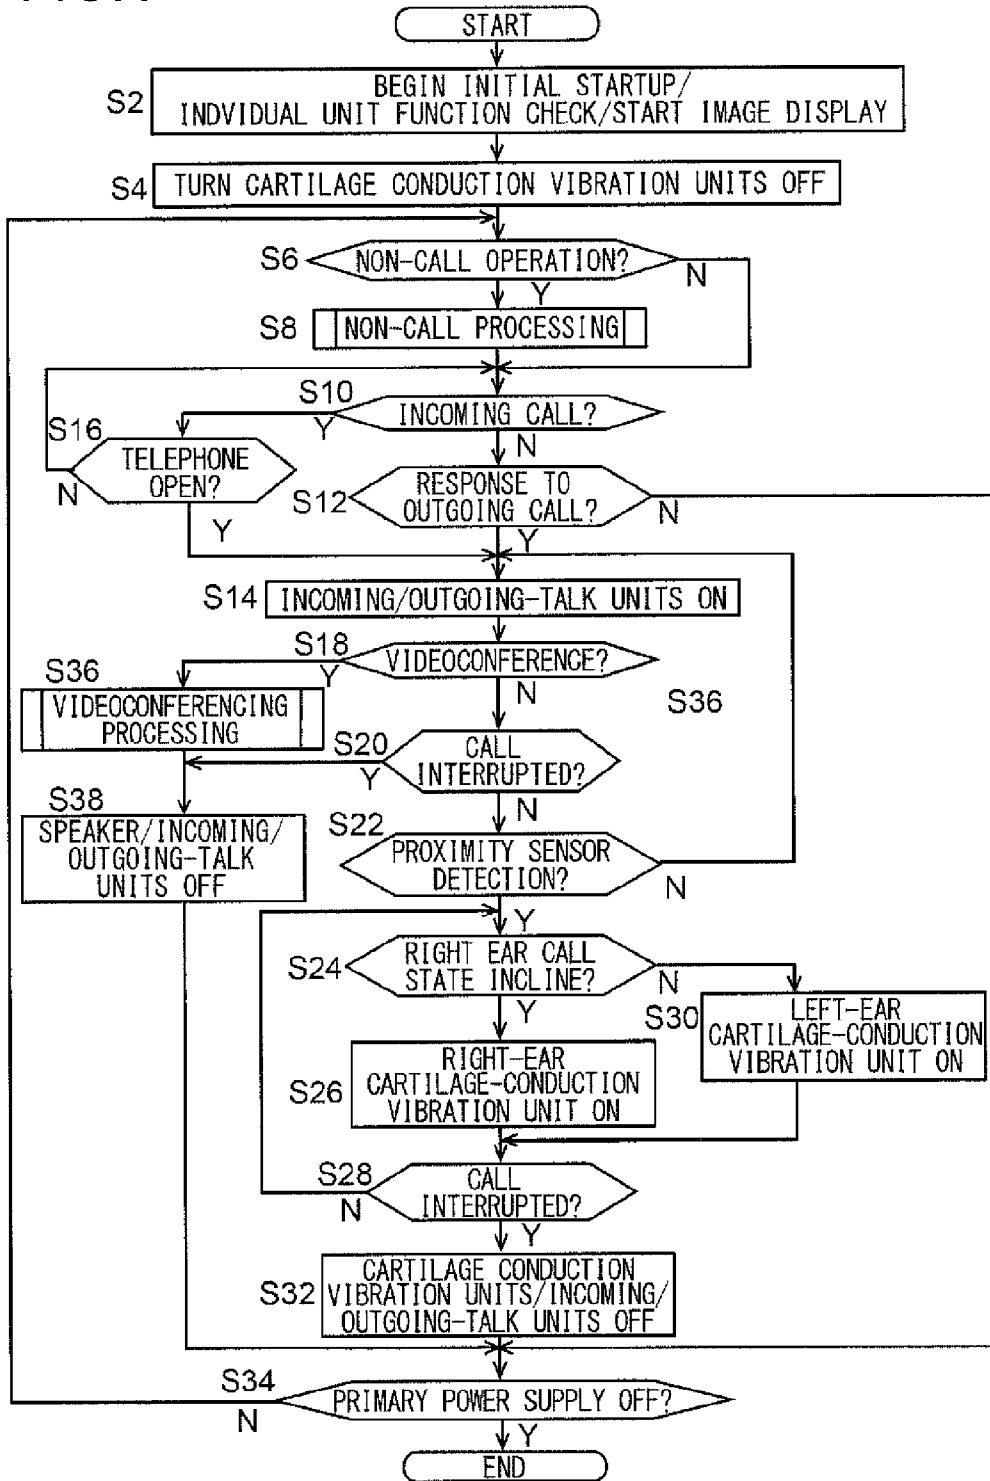 START
S2
BEGIN INITIAL STARTUP/
INDVIDUAL UNIT FUNCTION CHECK/START IMAGE DISPLAY
S4
TURN CARTILAGE CONDUCTION VIBRATION UNITS OFF
S6
NON-CALL OPERATION?
N
Y
S8
NON-CALL PROCESSING
S10
INCOMING CALL?
Y
N
S16
TELEPHONE
OPEN?
N
Y
S12
RESPONSE TO
OUTGOING CALL?
N
Y
S14
INCOMING/OUTGOING-TALK UNITS ON
S18
VIDEOCONFERENCE?
Y
N
S36
VIDEOCONFERENCING
PROCESSING
S36
S20
CALL
INTERRUPTED?
Y
N
S38
SPEAKER/INCOMING/
OUTGOING-TALK
UNITS OFF
S22
PROXIMITY SENSOR
DETECTION?
N
Y
S24
RIGHT EAR CALL
STATE INCLINE?
N
Y
S30
LEFT-EAR
CARTILAGE-CONDUCTION
VIBRATION UNIT ON
S26
RIGHT-EAR
CARTILAGE-CONDUCTION
VIBRATION UNIT ON
S28
CALL
INTERRUPTED?
N
Y
S32
CARTILAGE CONDUCTION
VIBRATION UNITS/INCOMING/
OUTGOING-TALK UNITS OFF
S34
PRIMARY POWER SUPPLY OFF?
N
Y
END